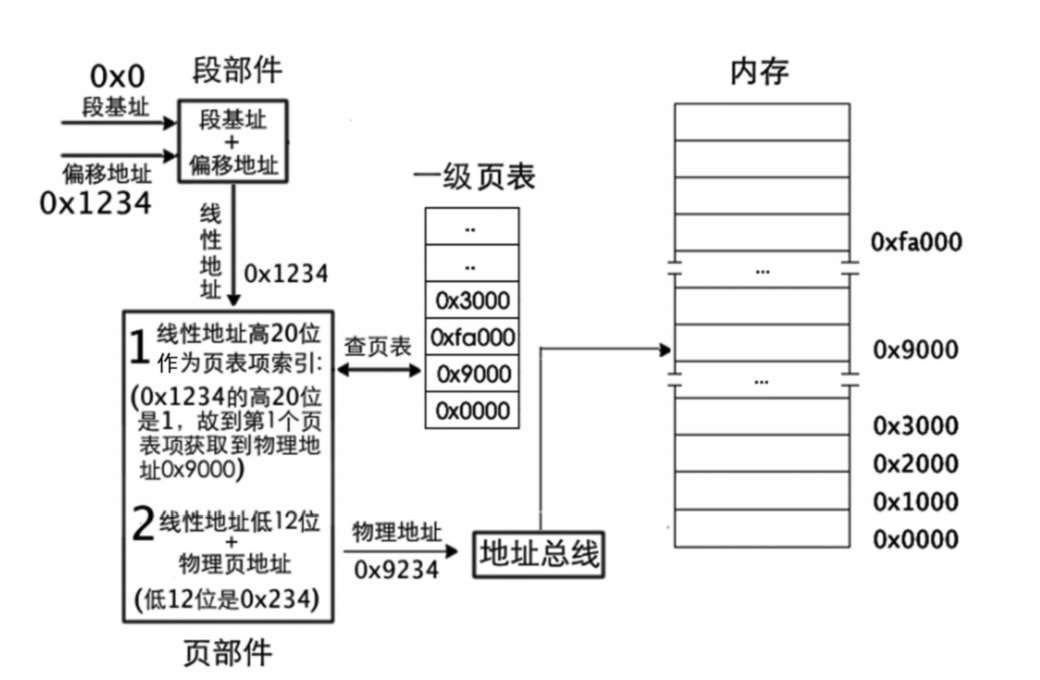 0x0
段部件
段基址
段基址
+
偏移地址
偏移地址
0x1234
线性地址
0x1234
1 线性地址高20位
作为页表项索引:
(0x1234的高20位
是1，故到第1个页
表项获取到物理地
址0x9000)
2 线性地址低12位
+
物理页地址
(低12位是0x234)
页部件
一级页表
..
..
0x3000
0xfa000
0x9000
0x0000
查页表
物理地址
0x9234
地址总线
内存
0xfa000
...
0x9000
...
0x3000
0x2000
0x1000
0x0000